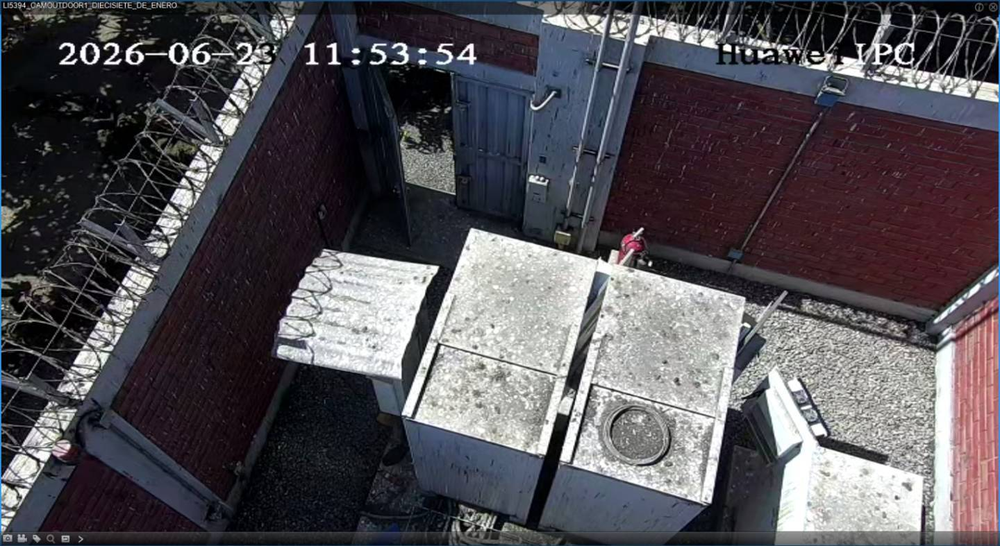 LI5394_CAMOUTDOOR1_DIECISIETE_DE_ENERO
2026-06-23 11:53:54
Huawei IPC